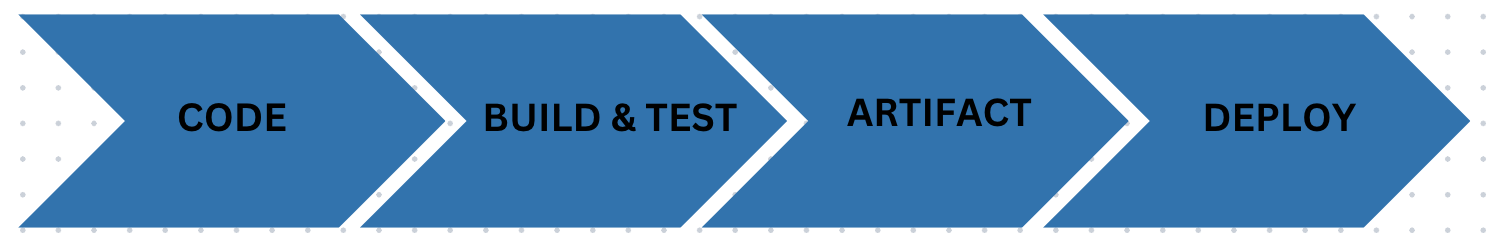 CODE
BUILD & TEST
ARTIFACT
DEPLOY